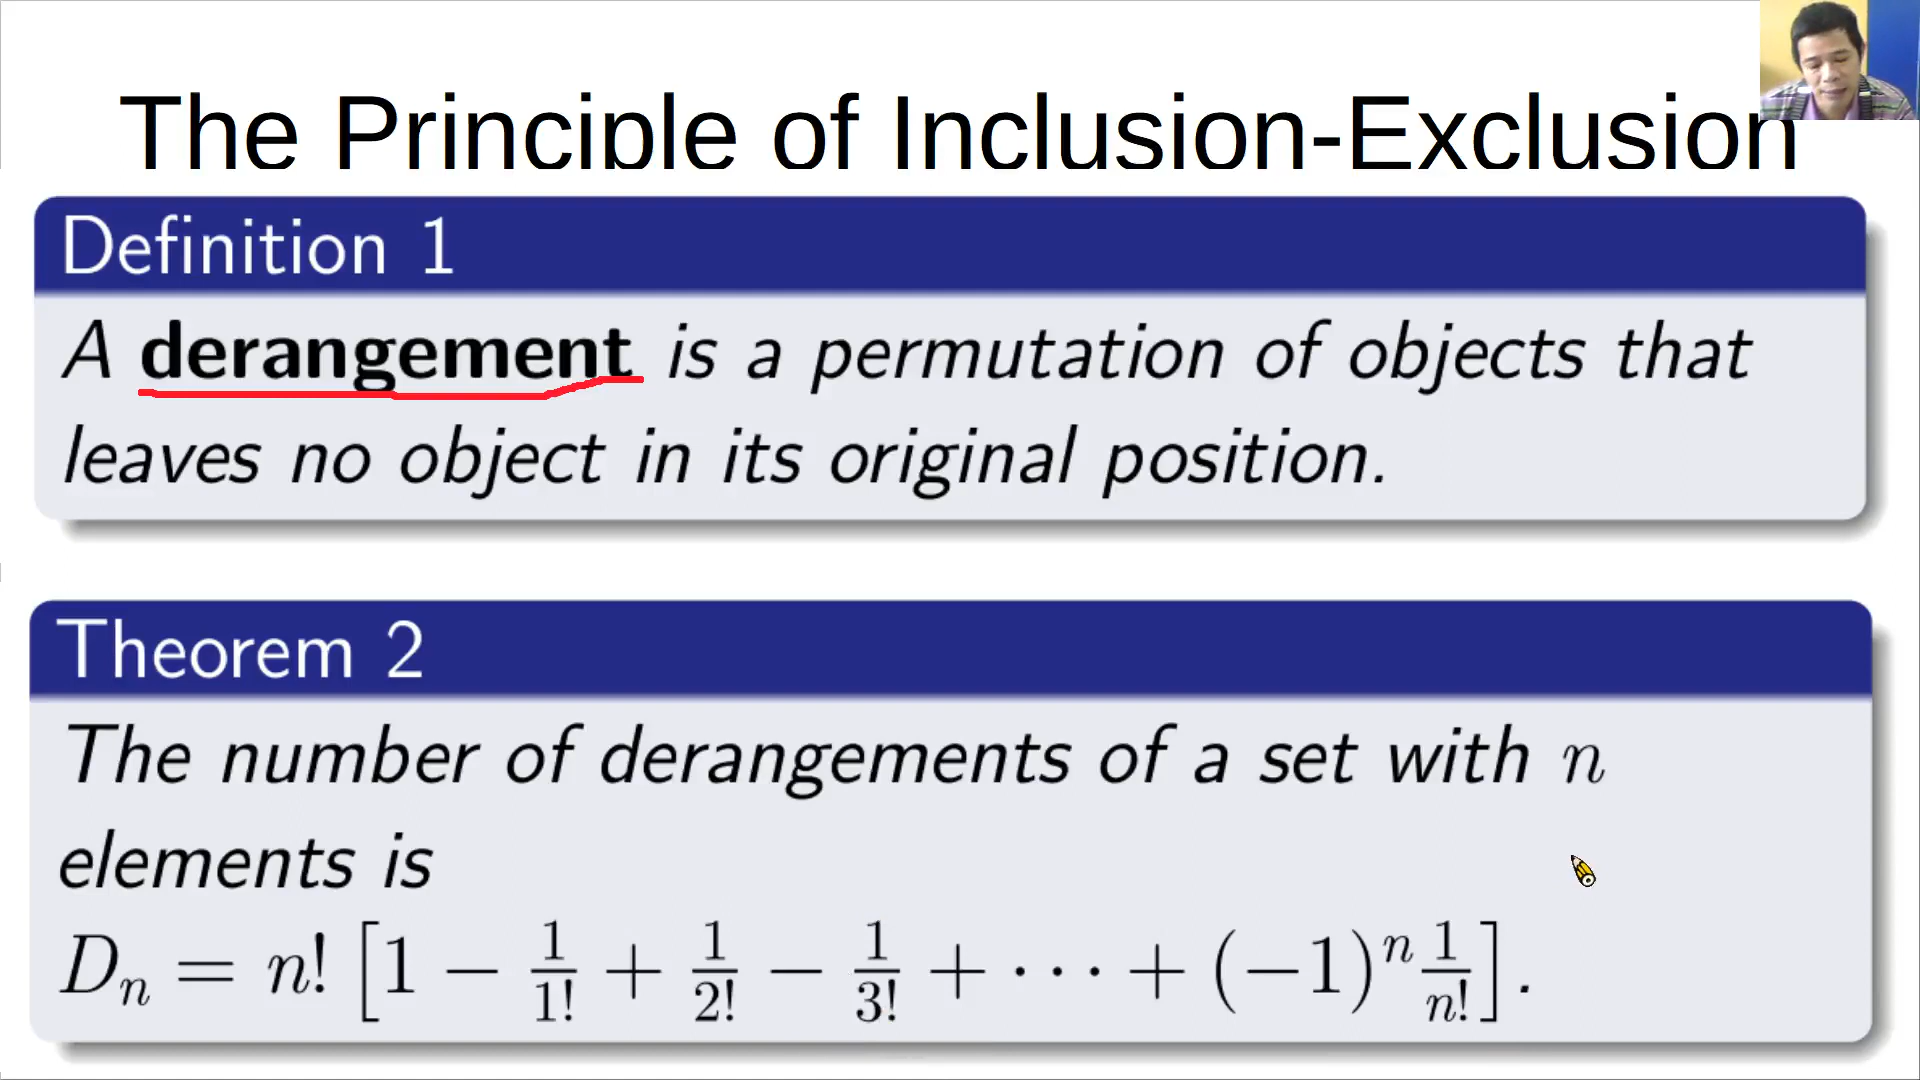 The Principle of Inclusion-Exclusion
Definition 1
A derangement is a permutation of objects that
leaves no object in its original position.
Theorem 2
The number of derangements of a set with n
elements is
Dₙ = n! [1 − 1/1! + 1/2! − 1/3! + ⋯ + (−1)ⁿ 1/n!].